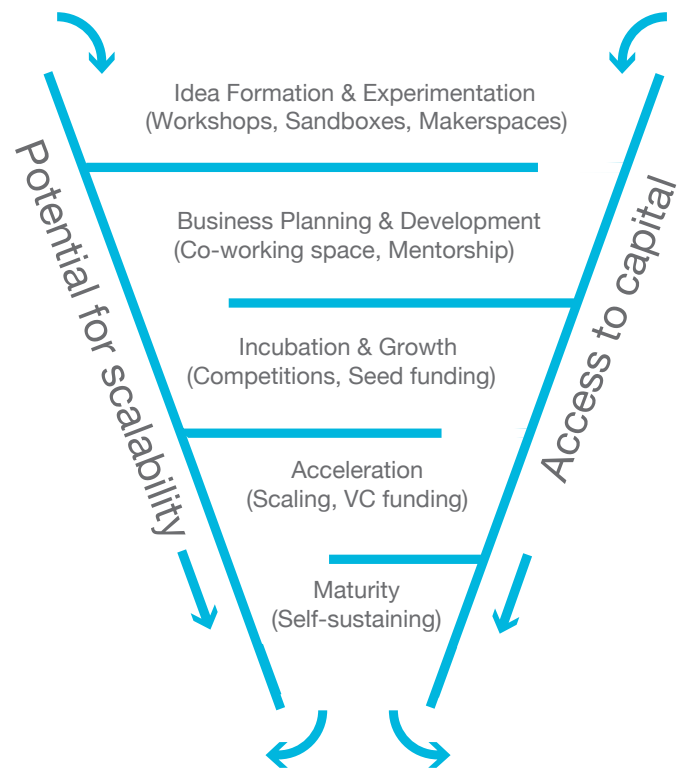 Idea Formation & Experimentation
(Workshops, Sandboxes, Makerspaces)
Potential for scalability
Access to capital
Business Planning & Development
(Co-working space, Mentorship)
Incubation & Growth
(Competitions, Seed funding)
Acceleration
(Scaling, VC funding)
Maturity
(Self-sustaining)